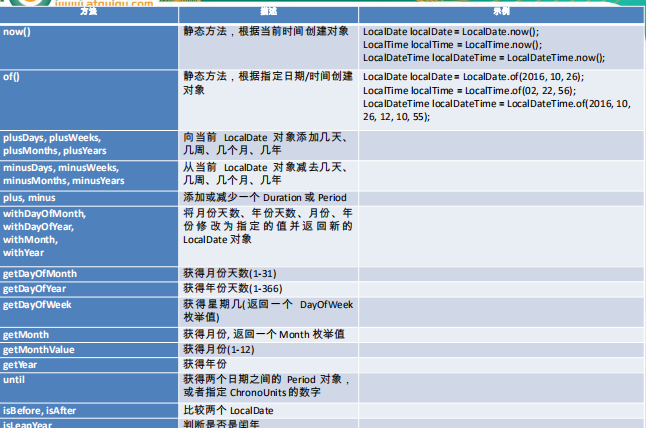 www.atguigu.com
方法 描述 示例
now() 静态方法，根据当前时间创建对象 LocalDate localDate = LocalDate.now();
LocalTime localTime = LocalTime.now();
LocalDateTime localDateTime = LocalDateTime.now();
of() 静态方法，根据指定日期/时间创建 LocalDate localDate = LocalDate.of(2016, 10, 26);
对象 LocalTime localTime = LocalTime.of(02, 22, 56);
LocalDateTime localDateTime = LocalDateTime.of(2016, 10,
26, 12, 10, 55);
plusDays, plusWeeks, 向当前 LocalDate 对象添加几天、
plusMonths, plusYears 几周、几个月、几年
minusDays, minusWeeks, 从当前 LocalDate 对象减去几天、
minusMonths, minusYears 几周、几个月、几年
plus, minus 添加或减少一个 Duration 或 Period
withDayOfMonth, 将月份天数、年份天数、月份、年
withDayOfYear, 份修改为指定的值并返回新的
withMonth, LocalDate 对象
withYear
getDayOfMonth 获得月份天数(1-31)
getDayOfYear 获得年份天数(1-366)
getDayOfWeek 获得星期几(返回一个 DayOfWeek
枚举值)
getMonth 获得月份, 返回一个 Month 枚举值
getMonthValue 获得月份(1-12)
getYear 获得年份
until 获得两个日期之间的 Period 对象，
或者指定 ChronoUnits 的数字
isBefore, isAfter 比较两个 LocalDate
isLeapYear 判断是否是闰年